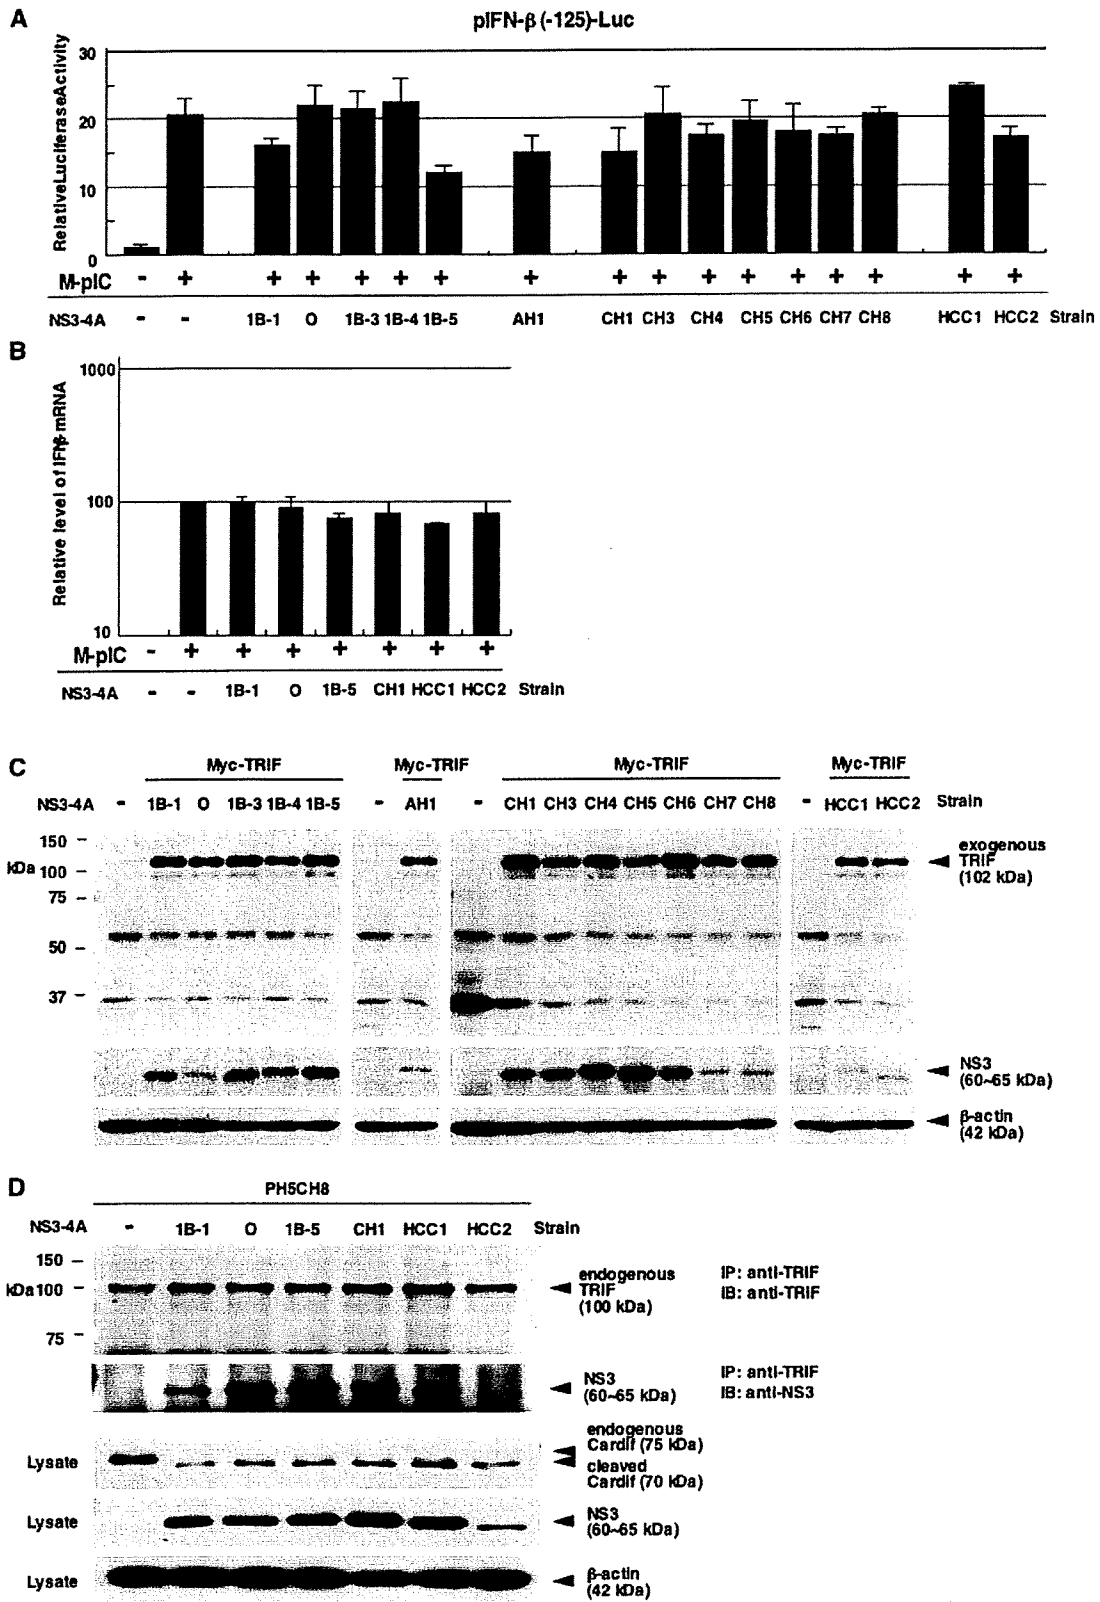 A
pIFN-β (-125)-Luc
RelativeLuciferaseActivity
30
20
10
0
M-pIC - + + + + + + + + + + + + + + + +
NS3-4A - - 1B-1 O 1B-3 1B-4 1B-5 AH1 CH1 CH3 CH4 CH5 CH6 CH7 CH8 HCC1 HCC2 Strain
B
Relative level of IFNβ mRNA
1000
100
10
M-pIC - + + + + + + +
NS3-4A - - 1B-1 O 1B-5 CH1 HCC1 HCC2 Strain
C
Myc-TRIF Myc-TRIF Myc-TRIF Myc-TRIF
NS3-4A - 1B-1 O 1B-3 1B-4 1B-5 - AH1 - CH1 CH3 CH4 CH5 CH6 CH7 CH8 - HCC1 HCC2 Strain
150
kDa 100
75
50
37
exogenous
TRIF
(102 kDa)
NS3
(60~65 kDa)
β-actin
(42 kDa)
D
PH5CH8
NS3-4A - 1B-1 O 1B-5 CH1 HCC1 HCC2 Strain
150
kDa 100
75
endogenous
TRIF
(100 kDa)
IP: anti-TRIF
IB: anti-TRIF
NS3
(60~65 kDa)
IP: anti-TRIF
IB: anti-NS3
Lysate
endogenous
Cardif (75 kDa)
cleaved
Cardif (70 kDa)
Lysate
NS3
(60~65 kDa)
Lysate
β-actin
(42 kDa)